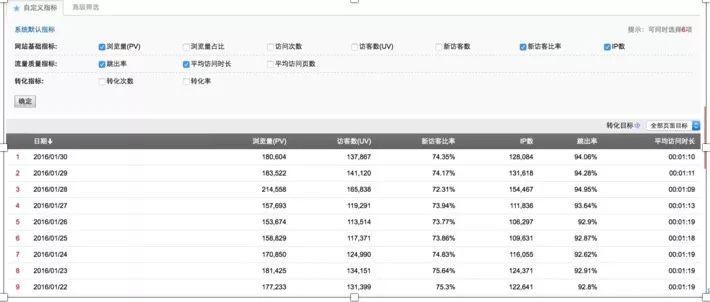 自定义指标 高级筛选
系统默认指标 提示：可同时选择6项
网站基础指标： 浏览量(PV) 浏览量占比 访问次数 访客数(UV) 新访客数 新访客比率 IP数
流量质量指标： 跳出率 平均访问时长 平均访问页数
转化指标： 转化次数 转化率
确定
转化目标 全部页面目标
日期 浏览量(PV) 访客数(UV) 新访客比率 IP数 跳出率 平均访问时长
1 2016/01/30 180,604 137,867 74.35% 128,084 94.06% 00:01:10
2 2016/01/29 183,522 141,120 74.17% 131,618 94.28% 00:01:11
3 2016/01/28 214,558 165,838 72.31% 154,467 94.95% 00:01:09
4 2016/01/27 157,693 119,291 73.94% 111,836 93.64% 00:01:13
5 2016/01/26 153,674 113,514 73.77% 106,297 92.9% 00:01:19
6 2016/01/25 158,829 117,371 73.86% 109,631 92.87% 00:01:18
7 2016/01/24 170,850 124,990 74.83% 116,055 92.62% 00:01:19
8 2016/01/23 181,425 134,151 75.64% 124,371 92.91% 00:01:19
9 2016/01/22 177,233 131,399 75.3% 122,641 92.8% 00:01:19